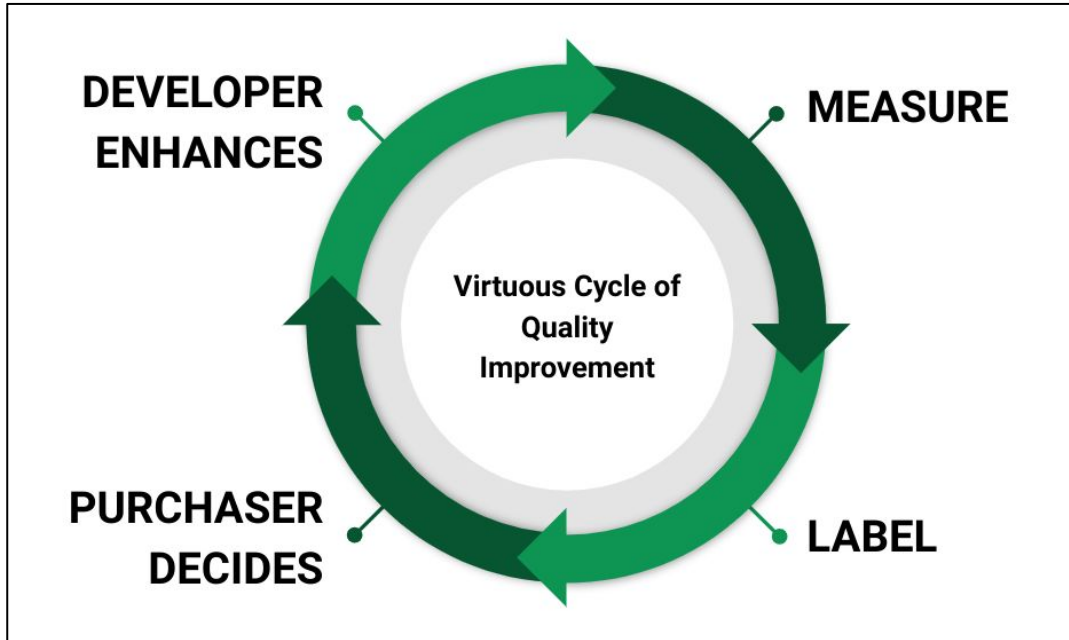 DEVELOPER
ENHANCES
MEASURE
Virtuous Cycle of
Quality
Improvement
PURCHASER
DECIDES
LABEL